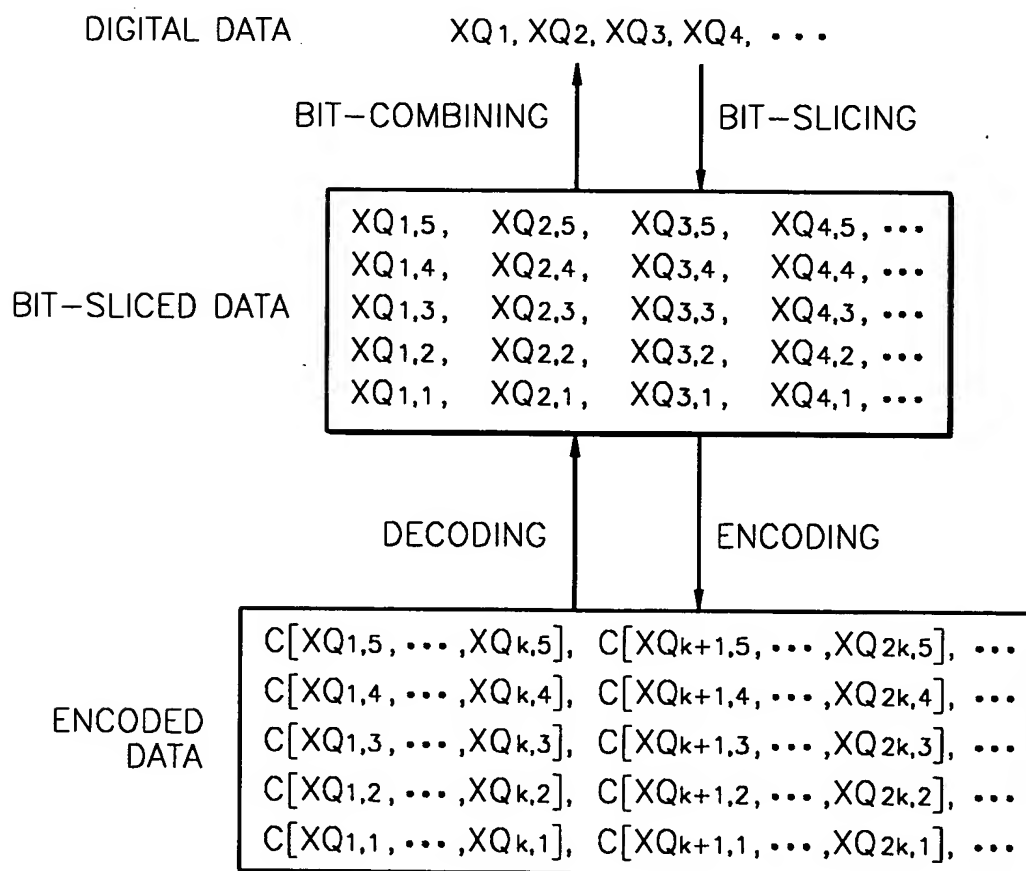 DIGITAL DATA XQ1, XQ2, XQ3, XQ4, •••
BIT-COMBINING BIT-SLICING
XQ1,5, XQ2,5, XQ3,5, XQ4,5, •••
XQ1,4, XQ2,4, XQ3,4, XQ4,4, •••
BIT-SLICED DATA XQ1,3, XQ2,3, XQ3,3, XQ4,3, •••
XQ1,2, XQ2,2, XQ3,2, XQ4,2, •••
XQ1,1, XQ2,1, XQ3,1, XQ4,1, •••
DECODING ENCODING
C[XQ1,5, ••• ,XQk,5], C[XQk+1,5, ••• ,XQ2k,5], •••
C[XQ1,4, ••• ,XQk,4], C[XQk+1,4, ••• ,XQ2k,4], •••
ENCODED
DATA
C[XQ1,3, ••• ,XQk,3], C[XQk+1,3, ••• ,XQ2k,3], •••
C[XQ1,2, ••• ,XQk,2], C[XQk+1,2, ••• ,XQ2k,2], •••
C[XQ1,1, ••• ,XQk,1], C[XQk+1,1, ••• ,XQ2k,1], •••